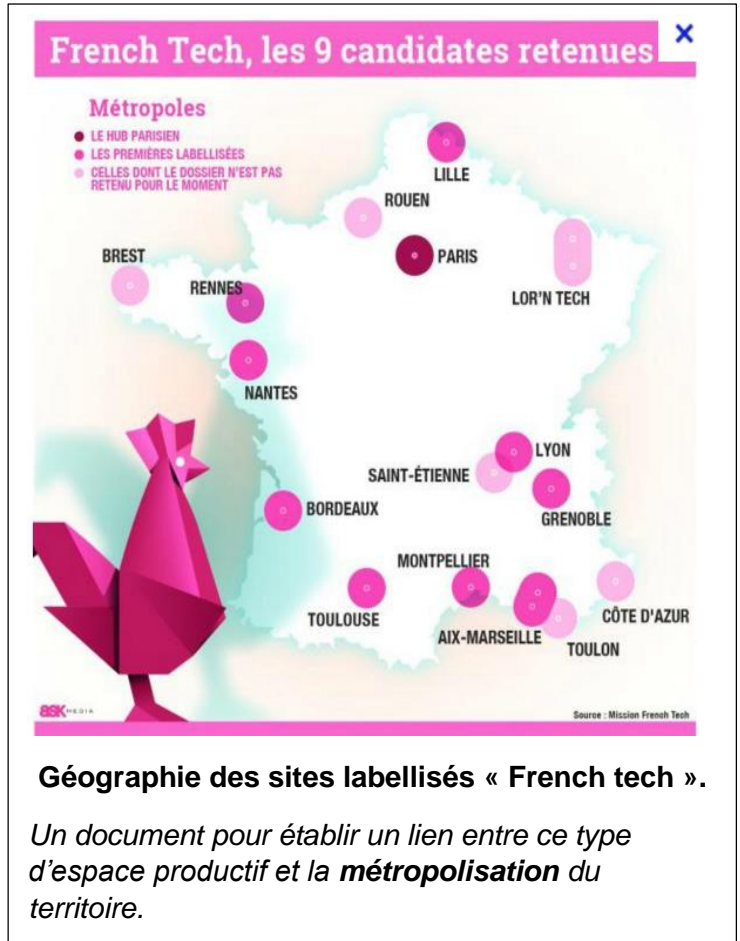 French Tech, les 9 candidates retenues
Métropoles
LE HUB PARISIEN
LES PREMIÈRES LABELLISÉES
CELLES DONT LE DOSSIER N'EST PAS
RETENU POUR LE MOMENT
LILLE
ROUEN
PARIS
BREST
RENNES
LOR'N TECH
NANTES
LYON
SAINT-ÉTIENNE
GRENOBLE
BORDEAUX
MONTPELLIER
TOULOUSE
CÔTE D'AZUR
AIX-MARSEILLE
TOULON
ASK MEDIA
Source : Mission French Tech
Géographie des sites labellisés « French tech ».
Un document pour établir un lien entre ce type
d'espace productif et la métropolisation du
territoire.